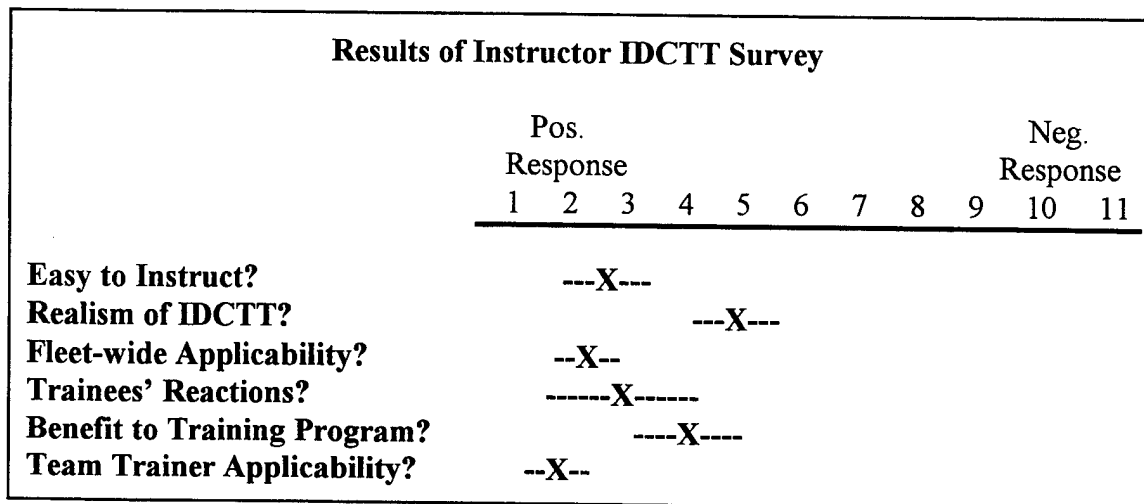 Results of Instructor IDCTT Survey
Pos. Neg.
Response Response
1 2 3 4 5 6 7 8 9 10 11
Easy to Instruct? ---X---
Realism of IDCTT? ---X---
Fleet-wide Applicability? --X--
Trainees' Reactions? ------X------
Benefit to Training Program? ----X----
Team Trainer Applicability? --X--